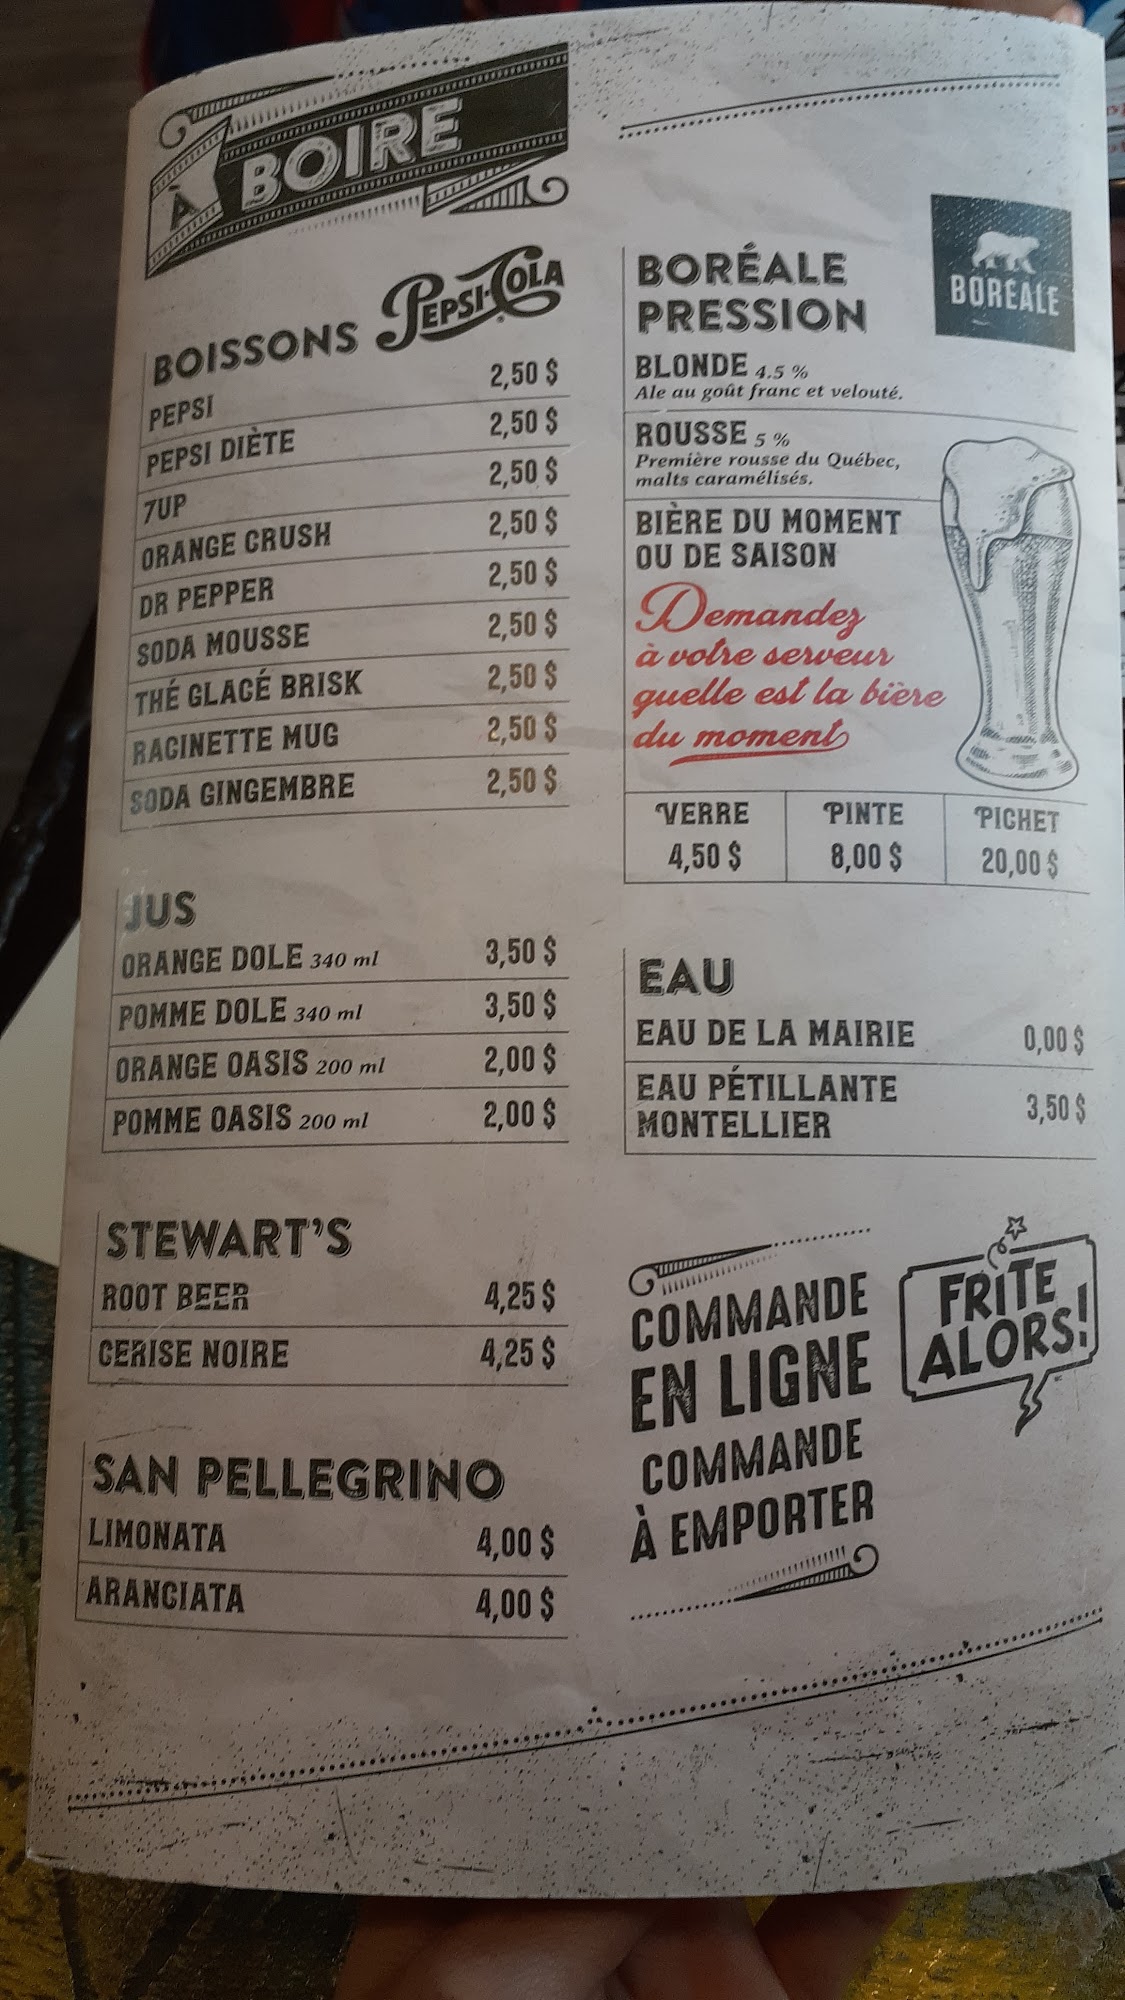 À BOIRE
BOISSONS PEPSI-COLA
PEPSI 2,50 $
PEPSI DIÈTE 2,50 $
7UP 2,50 $
ORANGE CRUSH 2,50 $
DR PEPPER 2,50 $
SODA MOUSSE 2,50 $
THÉ GLACÉ BRISK 2,50 $
RACINETTE MUG 2,50 $
SODA GINGEMBRE 2,50 $
JUS
ORANGE DOLE 340 ml 3,50 $
POMME DOLE 340 ml 3,50 $
ORANGE OASIS 200 ml 2,00 $
POMME OASIS 200 ml 2,00 $
STEWART'S
ROOT BEER 4,25 $
CERISE NOIRE 4,25 $
SAN PELLEGRINO
LIMONATA 4,00 $
ARANCIATA 4,00 $
BORÉALE
PRESSION
BORÉALE
BLONDE 4.5 %
Ale au goût franc et velouté.
ROUSSE 5 %
Première rousse du Québec,
malts caramélisés.
BIÈRE DU MOMENT
OU DE SAISON
Demandez
à votre serveur
quelle est la bière
du moment
VERRE PINTE PICHET
4,50 $ 8,00 $ 20,00 $
EAU
EAU DE LA MAIRIE 0,00 $
EAU PÉTILLANTE
MONTELLIER 3,50 $
COMMANDE
EN LIGNE
COMMANDE
À EMPORTER
FRITE
ALORS!